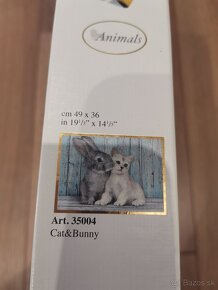 Animals
cm 49 x 36
in 19¹/²" x 14¹/²"
Art. 35004
Cat&Bunny
bazos.sk